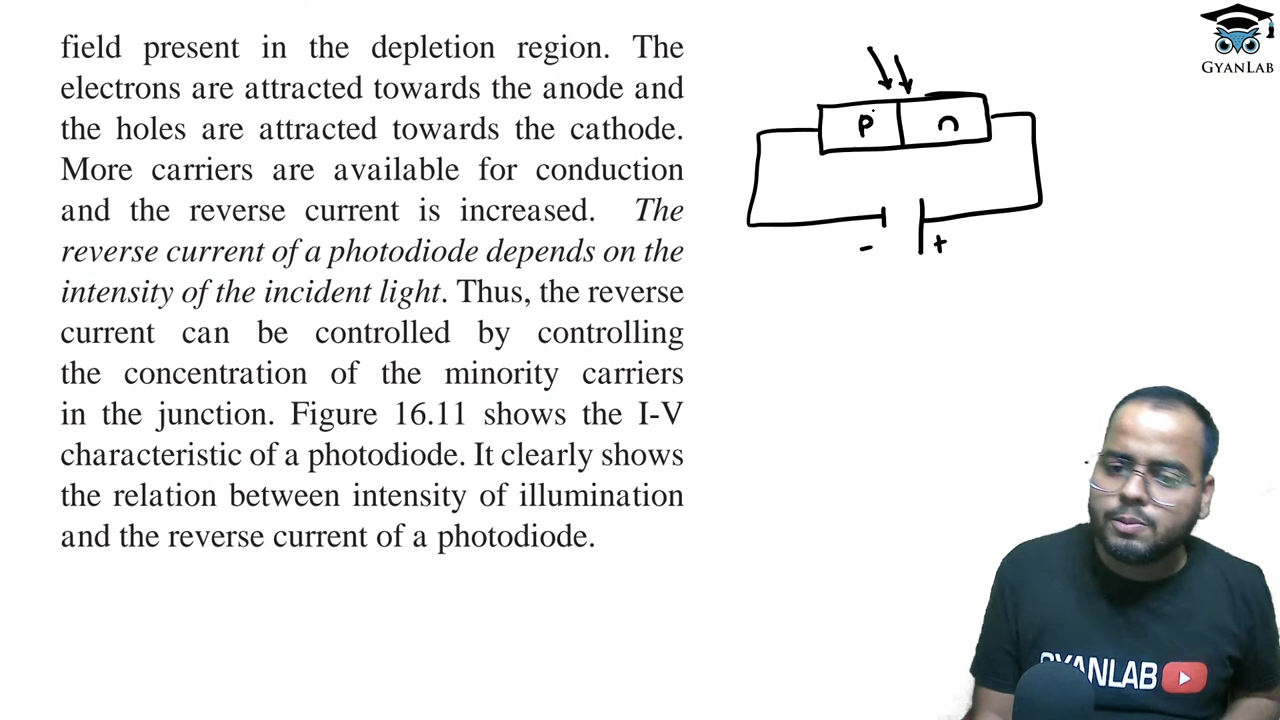 field present in the depletion region. The
electrons are attracted towards the anode and
the holes are attracted towards the cathode.
More carriers are available for conduction
and the reverse current is increased. The
reverse current of a photodiode depends on the
intensity of the incident light. Thus, the reverse
current can be controlled by controlling
the concentration of the minority carriers
in the junction. Figure 16.11 shows the I-V
characteristic of a photodiode. It clearly shows
the relation between intensity of illumination
and the reverse current of a photodiode.
P n
- +
GYANLAB
GYANLAB